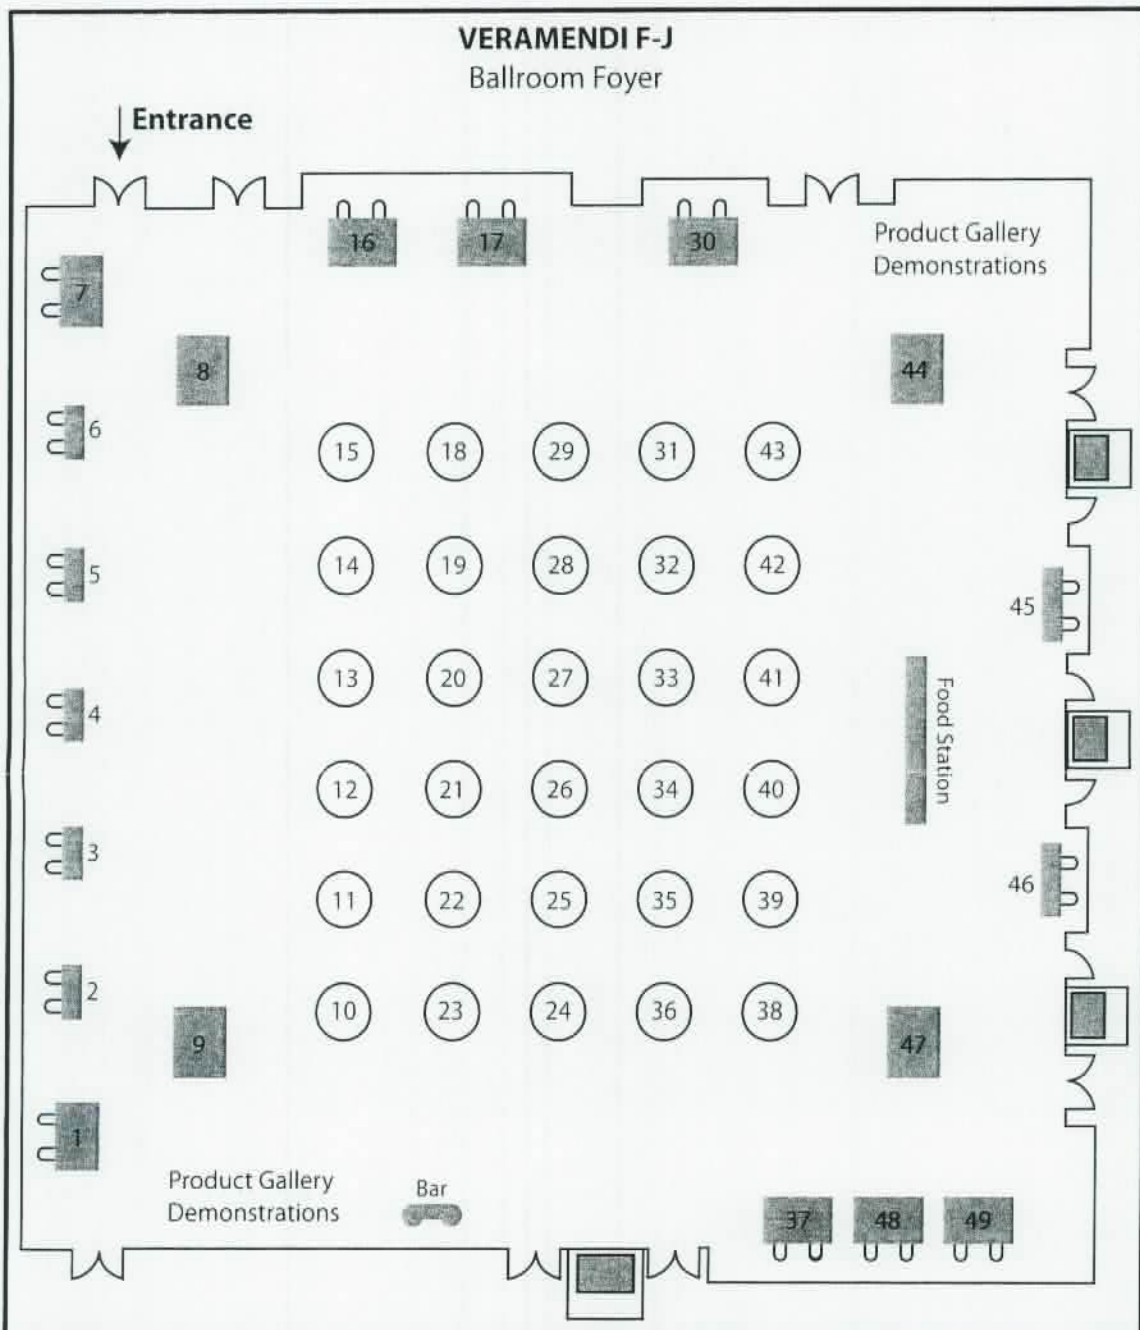 VERAMENDI F-J
Ballroom Foyer
Entrance
16 17 30
Product Gallery
Demonstrations
7
8 44
6
15 18 29 31 43
5
14 19 28 32 42
45
4
13 20 27 33 41
Food Station
12 21 26 34 40
3
46
11 22 25 35 39
2
10 23 24 36 38
9 47
1
Product Gallery
Demonstrations
Bar
37 48 49